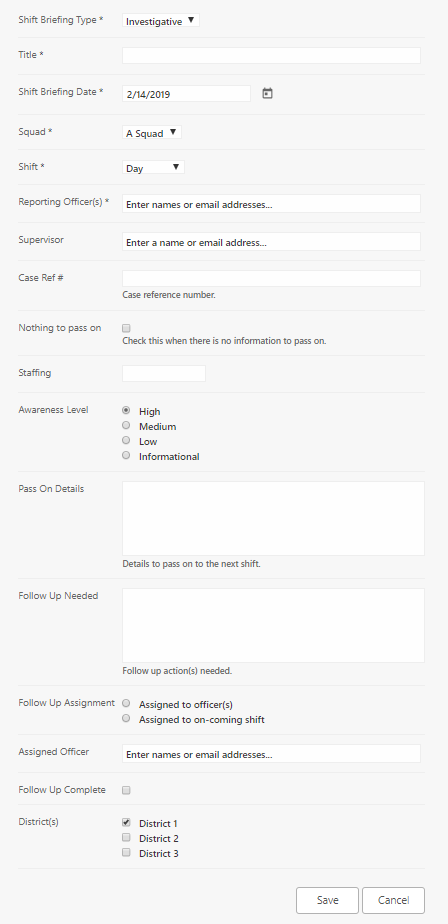 Shift Briefing Type * Investigative
Title *
Shift Briefing Date * 2/14/2019
Squad * A Squad
Shift * Day
Reporting Officer(s) * Enter names or email addresses...
Supervisor Enter a name or email address...
Case Ref #
Case reference number.
Nothing to pass on
Check this when there is no information to pass on.
Staffing
Awareness Level High
Medium
Low
Informational
Pass On Details
Details to pass on to the next shift.
Follow Up Needed
Follow up action(s) needed.
Follow Up Assignment Assigned to officer(s)
Assigned to on-coming shift
Assigned Officer Enter names or email addresses...
Follow Up Complete
District(s) District 1
District 2
District 3
Save Cancel